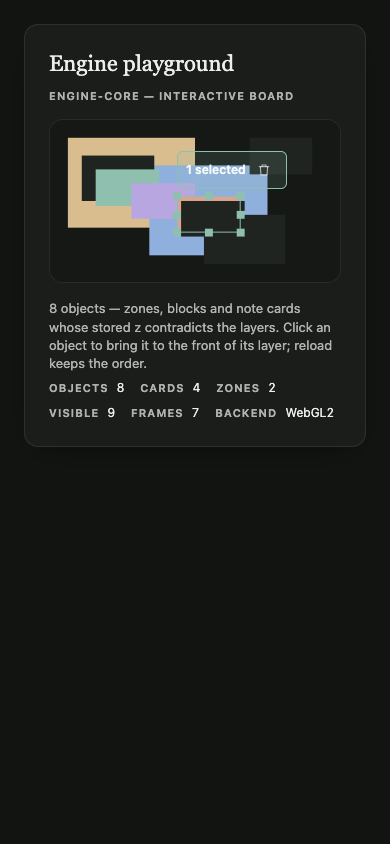 Engine playground
ENGINE-CORE — INTERACTIVE BOARD
1 selected
8 objects — zones, blocks and note cards
whose stored z contradicts the layers. Click an
object to bring it to the front of its layer; reload
keeps the order.
OBJECTS 8 CARDS 4 ZONES 2
VISIBLE 9 FRAMES 7 BACKEND WebGL2